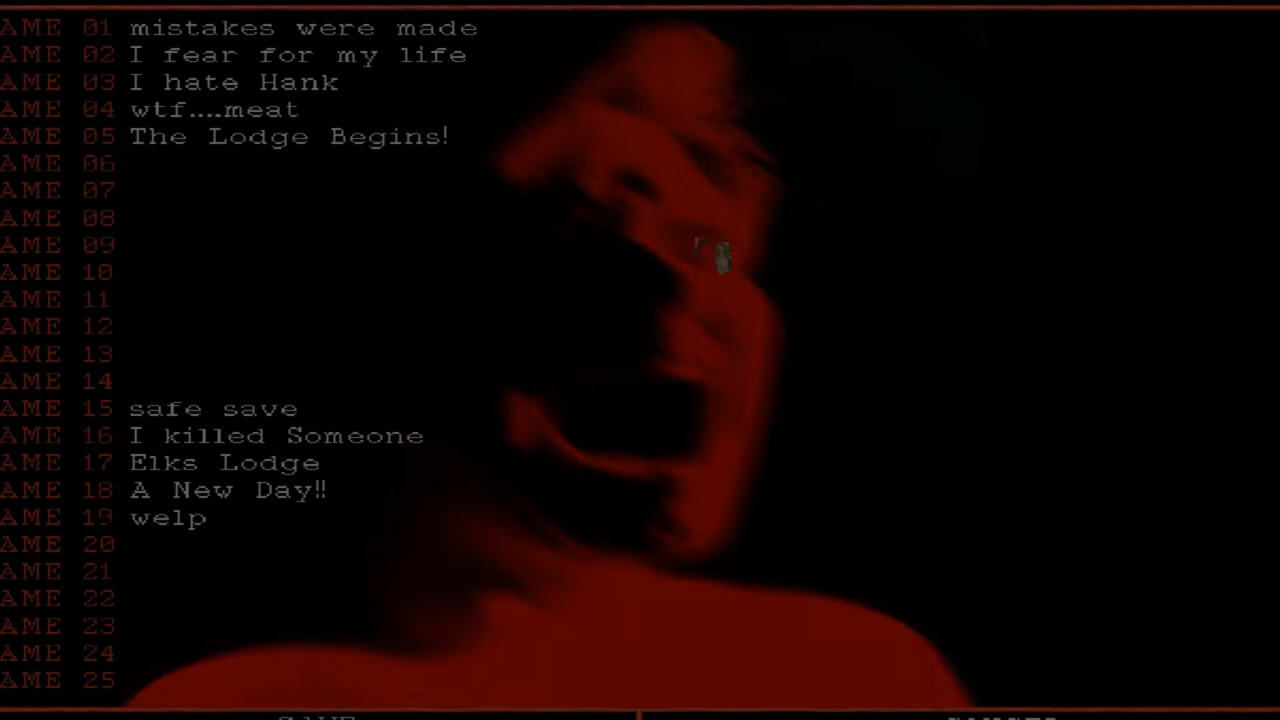 AME 01 mistakes were made
AME 02 I fear for my life
AME 03 I hate Hank
AME 04 wtf....meat
AME 05 The Lodge Begins!
AME 06
AME 07
AME 08
AME 09
AME 10
AME 11
AME 12
AME 13
AME 14
AME 15 safe save
AME 16 I killed Someone
AME 17 Elks Lodge
AME 18 A New Day!!
AME 19 welp
AME 20
AME 21
AME 22
AME 23
AME 24
AME 25